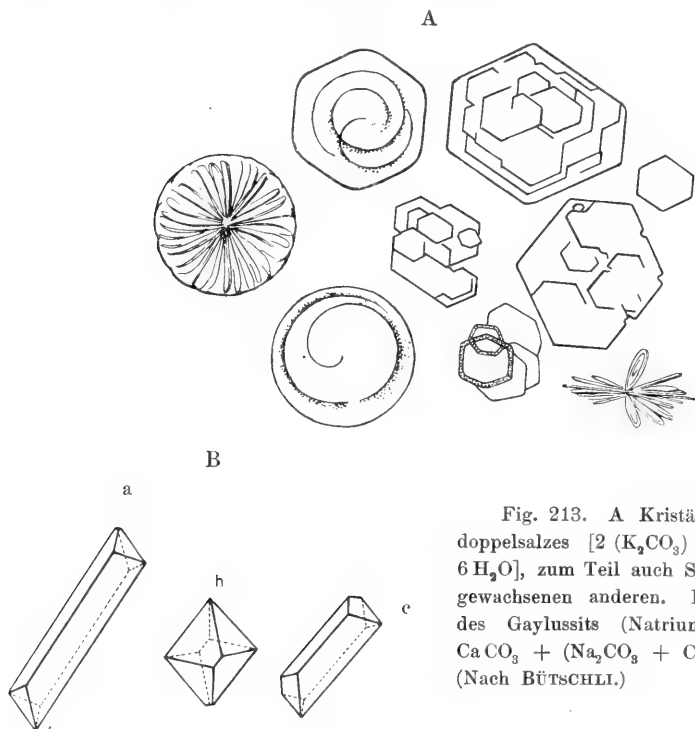 A
B
a
h
c
Fig. 213. A Kristä
doppelsalzes [2 (K₂CO₃)
6 H₂O], zum Teil auch S
gewachsenen anderen.
des Gaylussits (Natriu
CaCO₃ + (Na₂CO₃ + C
(Nach BÜTSCHLI.)